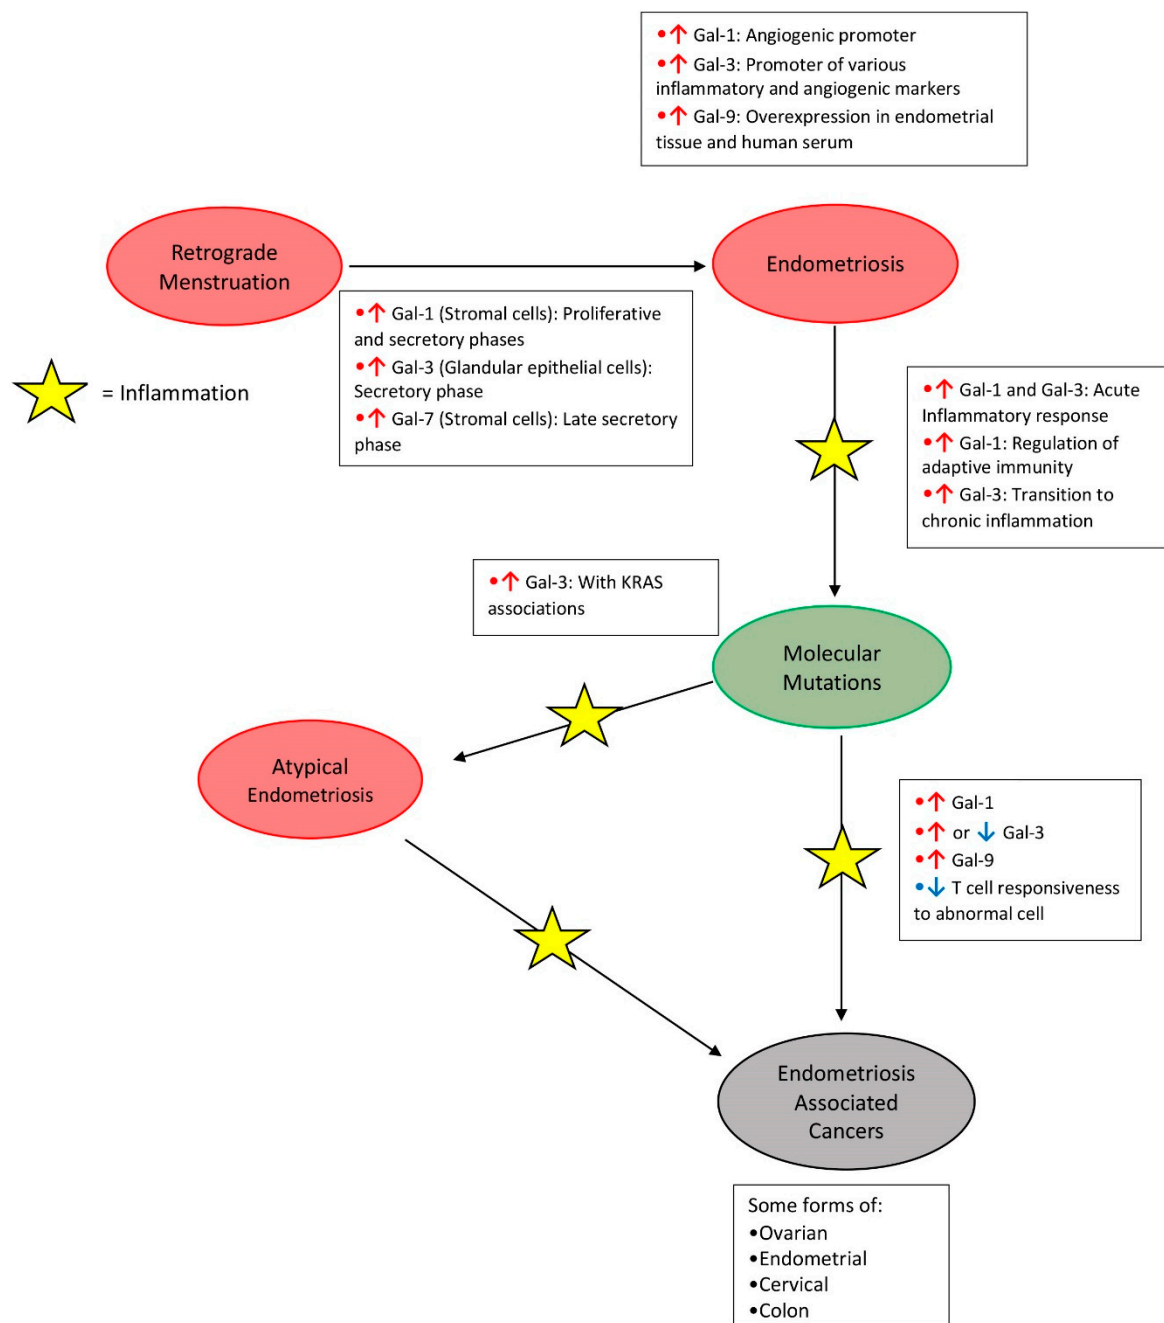 •↑ Gal-1: Angiogenic promoter
•↑ Gal-3: Promoter of various
inflammatory and angiogenic markers
•↑ Gal-9: Overexpression in endometrial
tissue and human serum
Retrograde
Menstruation
Endometriosis
•↑ Gal-1 (Stromal cells): Proliferative
and secretory phases
•↑ Gal-3 (Glandular epithelial cells):
Secretory phase
•↑ Gal-7 (Stromal cells): Late secretory
phase
= Inflammation
•↑ Gal-1 and Gal-3: Acute
Inflammatory response
•↑ Gal-1: Regulation of
adaptive immunity
•↑ Gal-3: Transition to
chronic inflammation
•↑ Gal-3: With KRAS
associations
Molecular
Mutations
Atypical
Endometriosis
•↑ Gal-1
•↑ or ↓ Gal-3
•↑ Gal-9
•↓ T cell responsiveness
to abnormal cell
Endometriosis
Associated
Cancers
Some forms of:
•Ovarian
•Endometrial
•Cervical
•Colon